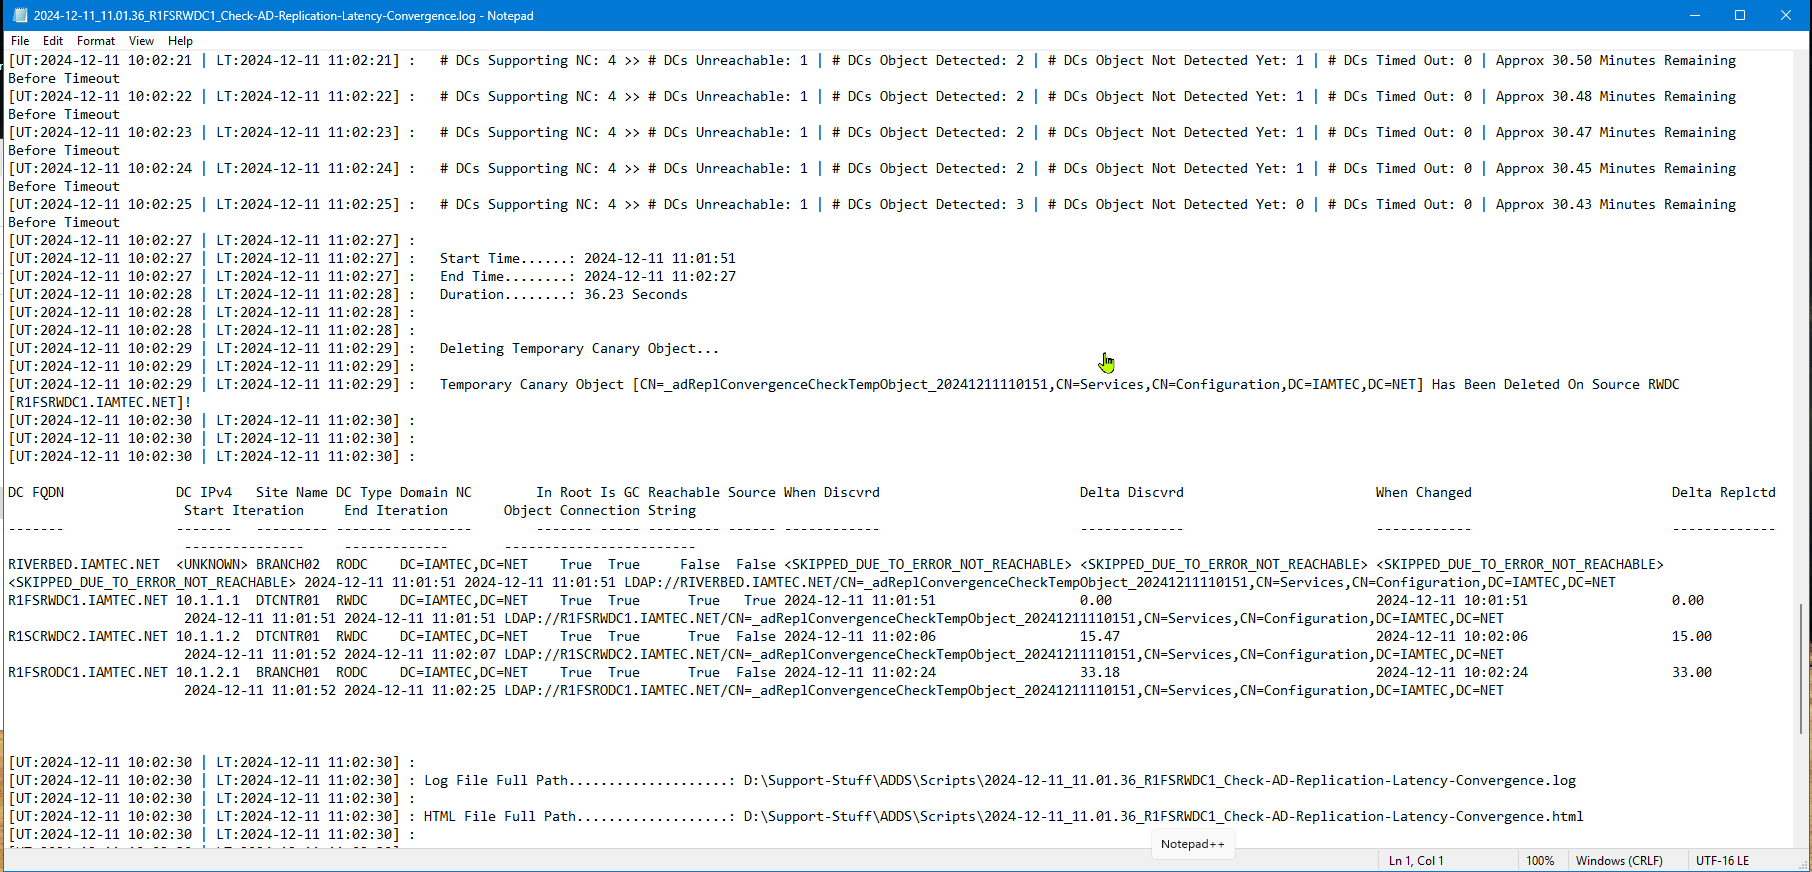 2024-12-11_11.01.36_R1FSRWDC1_Check-AD-Replication-Latency-Convergence.log - Notepad
File Edit Format View Help
[UT:2024-12-11 10:02:21 | LT:2024-12-11 11:02:21] :   # DCs Supporting NC: 4 >> # DCs Unreachable: 1 | # DCs Object Detected: 2 | # DCs Object Not Detected Yet: 1 | # DCs Timed Out: 0 | Approx 30.50 Minutes Remaining
Before Timeout
[UT:2024-12-11 10:02:22 | LT:2024-12-11 11:02:22] :   # DCs Supporting NC: 4 >> # DCs Unreachable: 1 | # DCs Object Detected: 2 | # DCs Object Not Detected Yet: 1 | # DCs Timed Out: 0 | Approx 30.48 Minutes Remaining
Before Timeout
[UT:2024-12-11 10:02:23 | LT:2024-12-11 11:02:23] :   # DCs Supporting NC: 4 >> # DCs Unreachable: 1 | # DCs Object Detected: 2 | # DCs Object Not Detected Yet: 1 | # DCs Timed Out: 0 | Approx 30.47 Minutes Remaining
Before Timeout
[UT:2024-12-11 10:02:24 | LT:2024-12-11 11:02:24] :   # DCs Supporting NC: 4 >> # DCs Unreachable: 1 | # DCs Object Detected: 2 | # DCs Object Not Detected Yet: 1 | # DCs Timed Out: 0 | Approx 30.45 Minutes Remaining
Before Timeout
[UT:2024-12-11 10:02:25 | LT:2024-12-11 11:02:25] :   # DCs Supporting NC: 4 >> # DCs Unreachable: 1 | # DCs Object Detected: 3 | # DCs Object Not Detected Yet: 0 | # DCs Timed Out: 0 | Approx 30.43 Minutes Remaining
Before Timeout
[UT:2024-12-11 10:02:27 | LT:2024-12-11 11:02:27] :
[UT:2024-12-11 10:02:27 | LT:2024-12-11 11:02:27] :   Start Time......: 2024-12-11 11:01:51
[UT:2024-12-11 10:02:27 | LT:2024-12-11 11:02:27] :   End Time........: 2024-12-11 11:02:27
[UT:2024-12-11 10:02:28 | LT:2024-12-11 11:02:28] :   Duration........: 36.23 Seconds
[UT:2024-12-11 10:02:28 | LT:2024-12-11 11:02:28] :
[UT:2024-12-11 10:02:28 | LT:2024-12-11 11:02:28] :
[UT:2024-12-11 10:02:29 | LT:2024-12-11 11:02:29] :   Deleting Temporary Canary Object...
[UT:2024-12-11 10:02:29 | LT:2024-12-11 11:02:29] :
[UT:2024-12-11 10:02:29 | LT:2024-12-11 11:02:29] :   Temporary Canary Object [CN=_adReplConvergenceCheckTempObject_20241211110151,CN=Services,CN=Configuration,DC=IAMTEC,DC=NET] Has Been Deleted On Source RWDC
[R1FSRWDC1.IAMTEC.NET]!
[UT:2024-12-11 10:02:30 | LT:2024-12-11 11:02:30] :
[UT:2024-12-11 10:02:30 | LT:2024-12-11 11:02:30] :
[UT:2024-12-11 10:02:30 | LT:2024-12-11 11:02:30] :
DC FQDN              DC IPv4   Site Name DC Type Domain NC        In Root Is GC Reachable Source When Discvrd                         Delta Discvrd                        When Changed                         Delta Replctd
                      Start Iteration     End Iteration       Object Connection String
-------              -------   --------- ------- ---------        ------- ----- --------- ------ ------------                         -------------                        ------------                         -------------
                      ---------------     -------------       ------------------------
RIVERBED.IAMTEC.NET  <UNKNOWN> BRANCH02  RODC    DC=IAMTEC,DC=NET    True  True     False  False <SKIPPED_DUE_TO_ERROR_NOT_REACHABLE> <SKIPPED_DUE_TO_ERROR_NOT_REACHABLE> <SKIPPED_DUE_TO_ERROR_NOT_REACHABLE>
<SKIPPED_DUE_TO_ERROR_NOT_REACHABLE> 2024-12-11 11:01:51 2024-12-11 11:01:51 LDAP://RIVERBED.IAMTEC.NET/CN=_adReplConvergenceCheckTempObject_20241211110151,CN=Services,CN=Configuration,DC=IAMTEC,DC=NET
R1FSRWDC1.IAMTEC.NET 10.1.1.1  DTCNTR01  RWDC    DC=IAMTEC,DC=NET    True  True      True   True 2024-12-11 11:01:51                  0.00                                 2024-12-11 10:01:51                  0.00
                      2024-12-11 11:01:51 2024-12-11 11:01:51 LDAP://R1FSRWDC1.IAMTEC.NET/CN=_adReplConvergenceCheckTempObject_20241211110151,CN=Services,CN=Configuration,DC=IAMTEC,DC=NET
R1SCRWDC2.IAMTEC.NET 10.1.1.2  DTCNTR01  RWDC    DC=IAMTEC,DC=NET    True  True      True  False 2024-12-11 11:02:06                  15.47                                2024-12-11 10:02:06                  15.00
                      2024-12-11 11:01:52 2024-12-11 11:02:07 LDAP://R1SCRWDC2.IAMTEC.NET/CN=_adReplConvergenceCheckTempObject_20241211110151,CN=Services,CN=Configuration,DC=IAMTEC,DC=NET
R1FSRODC1.IAMTEC.NET 10.1.2.1  BRANCH01  RODC    DC=IAMTEC,DC=NET    True  True      True  False 2024-12-11 11:02:24                  33.18                                2024-12-11 10:02:24                  33.00
                      2024-12-11 11:01:52 2024-12-11 11:02:25 LDAP://R1FSRODC1.IAMTEC.NET/CN=_adReplConvergenceCheckTempObject_20241211110151,CN=Services,CN=Configuration,DC=IAMTEC,DC=NET
[UT:2024-12-11 10:02:30 | LT:2024-12-11 11:02:30] :
[UT:2024-12-11 10:02:30 | LT:2024-12-11 11:02:30] : Log File Full Path....................: D:\Support-Stuff\ADDS\Scripts\2024-12-11_11.01.36_R1FSRWDC1_Check-AD-Replication-Latency-Convergence.log
[UT:2024-12-11 10:02:30 | LT:2024-12-11 11:02:30] :
[UT:2024-12-11 10:02:30 | LT:2024-12-11 11:02:30] : HTML File Full Path...................: D:\Support-Stuff\ADDS\Scripts\2024-12-11_11.01.36_R1FSRWDC1_Check-AD-Replication-Latency-Convergence.html
[UT:2024-12-11 10:02:30 | LT:2024-12-11 11:02:30] :
Notepad++
Ln 1, Col 1 100% Windows (CRLF) UTF-16 LE